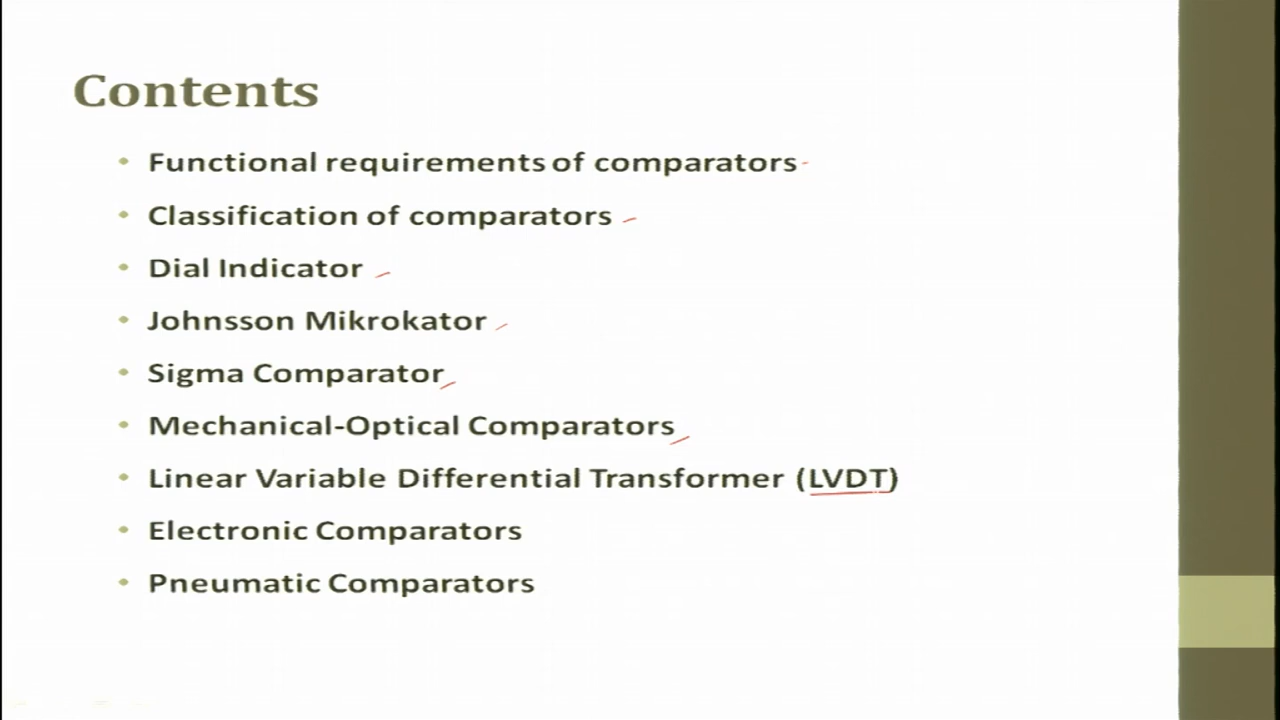 Contents
• Functional requirements of comparators
• Classification of comparators
• Dial Indicator
• Johnsson Mikrokator
• Sigma Comparator
• Mechanical-Optical Comparators
• Linear Variable Differential Transformer (LVDT)
• Electronic Comparators
• Pneumatic Comparators